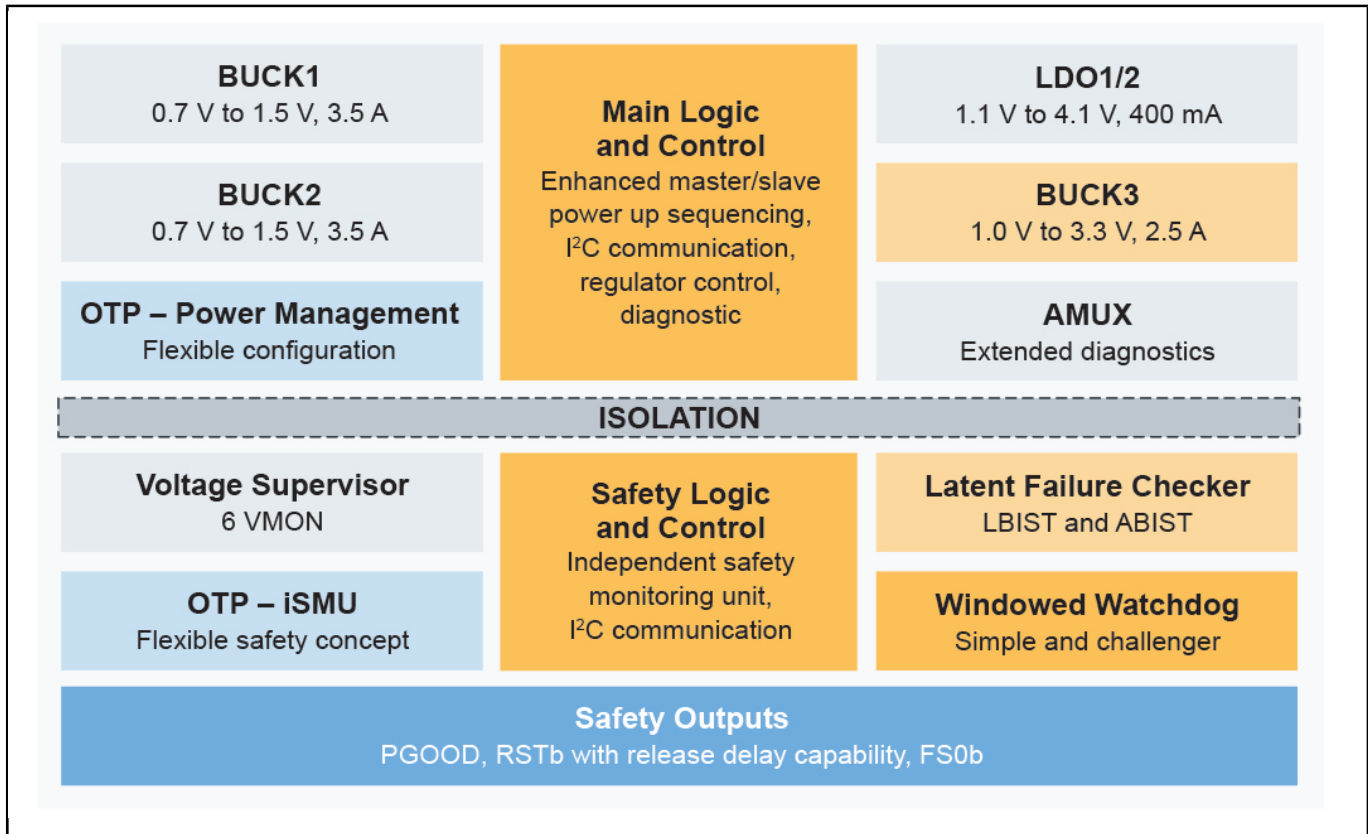 BUCK1
0.7 V to 1.5 V, 3.5 A
BUCK2
0.7 V to 1.5 V, 3.5 A
OTP – Power Management
Flexible configuration
Main Logic
and Control
Enhanced master/slave
power up sequencing,
I²C communication,
regulator control,
diagnostic
LDO1/2
1.1 V to 4.1 V, 400 mA
BUCK3
1.0 V to 3.3 V, 2.5 A
AMUX
Extended diagnostics
ISOLATION
Voltage Supervisor
6 VMON
OTP – iSMU
Flexible safety concept
Safety Logic
and Control
Independent safety
monitoring unit,
I²C communication
Latent Failure Checker
LBIST and ABIST
Windowed Watchdog
Simple and challenger
Safety Outputs
PGOOD, RSTb with release delay capability, FS0b